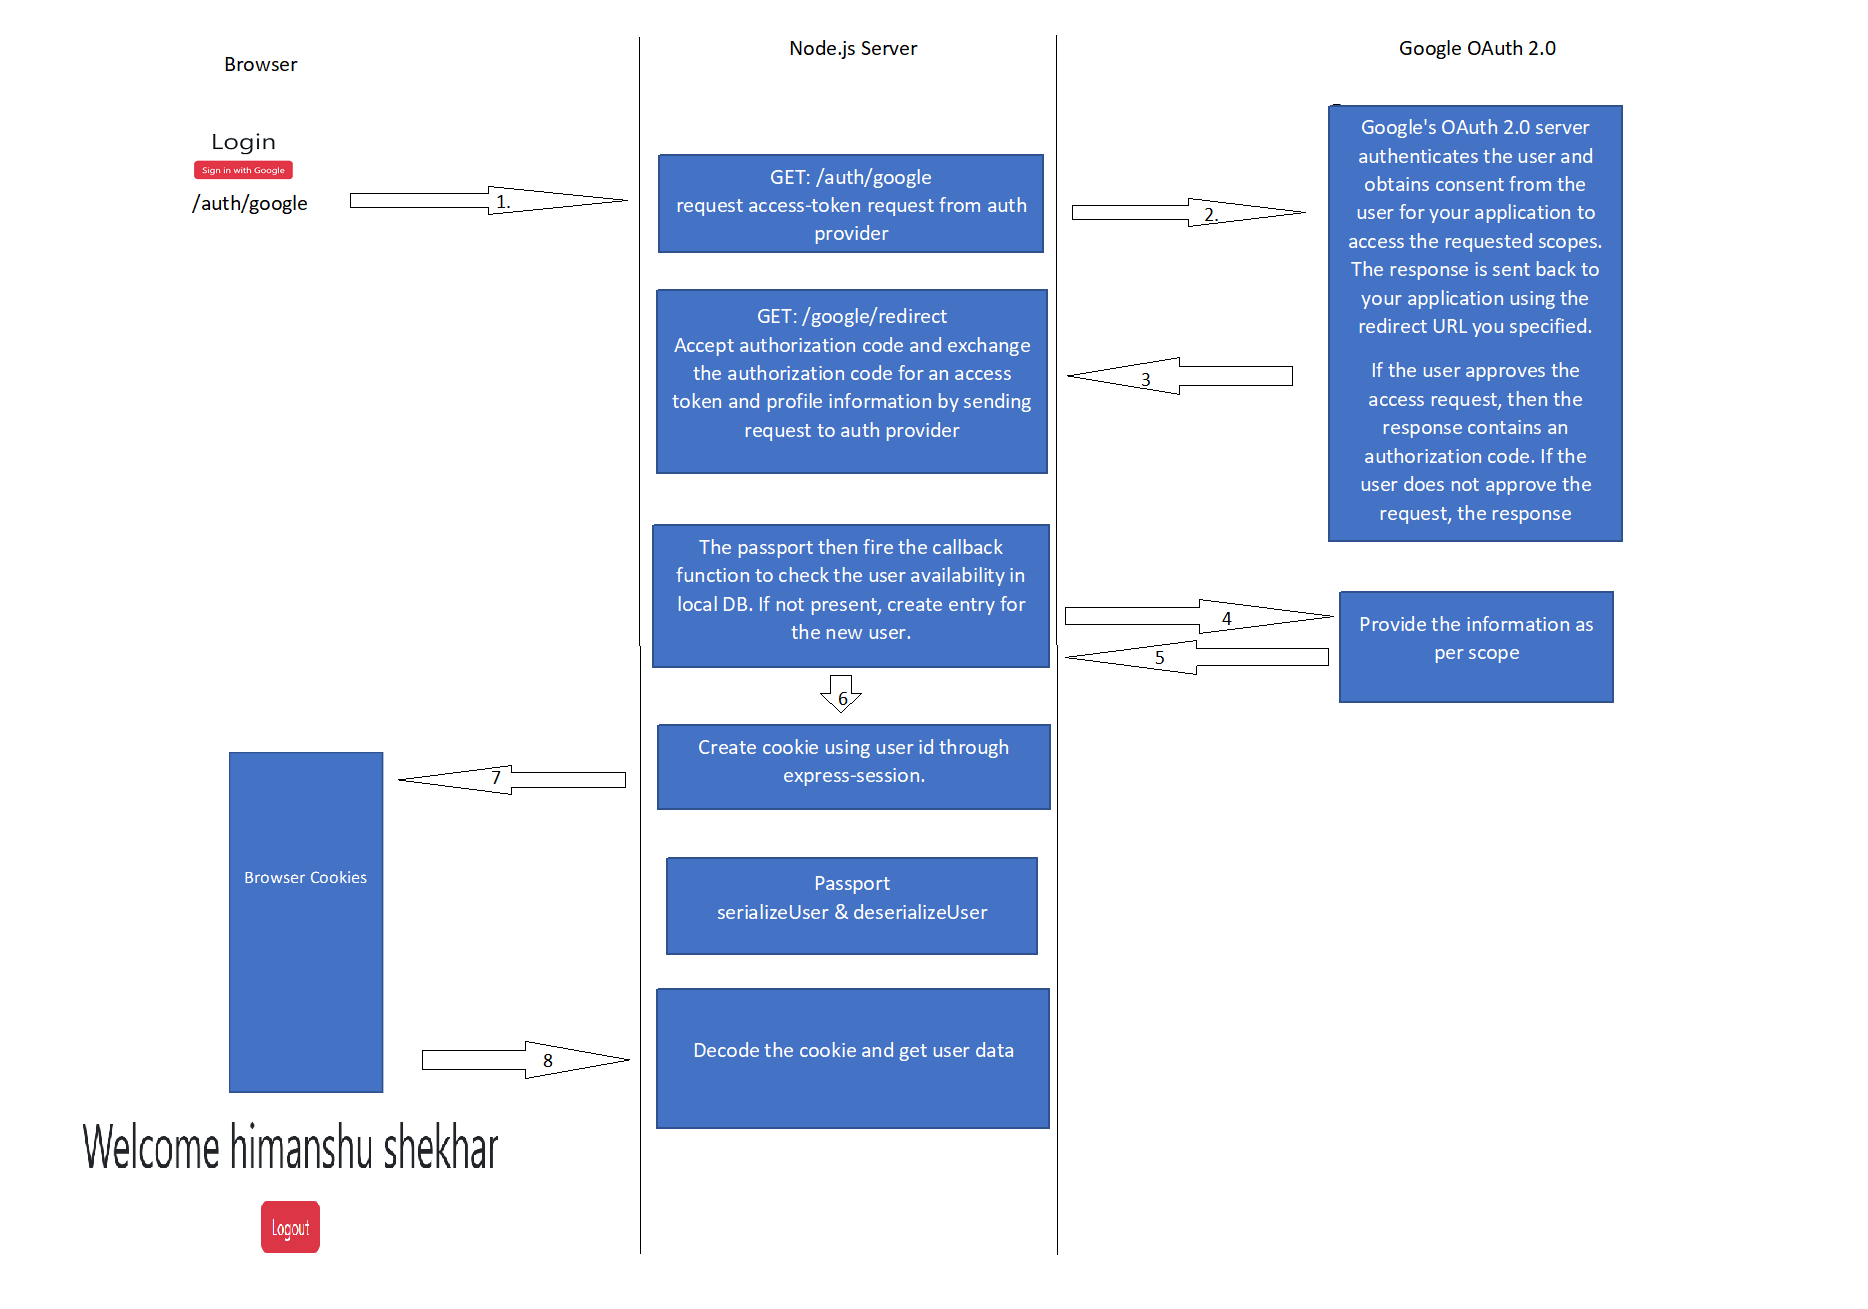 Browser
Node.js Server
Google OAuth 2.0
Login
Sign in with Google
/auth/google
1.
GET: /auth/google
request access-token request from auth
provider
2.
Google's OAuth 2.0 server
authenticates the user and
obtains consent from the
user for your application to
access the requested scopes.
The response is sent back to
your application using the
redirect URL you specified.
If the user approves the
access request, then the
response contains an
authorization code. If the
user does not approve the
request, the response
GET: /google/redirect
Accept authorization code and exchange
the authorization code for an access
token and profile information by sending
request to auth provider
3
The passport then fire the callback
function to check the user availability in
local DB. If not present, create entry for
the new user.
4
5
Provide the information as
per scope
6
Create cookie using user id through
express-session.
7
Browser Cookies
Passport
serializeUser & deserializeUser
8
Decode the cookie and get user data
Welcome himanshu shekhar
Logout